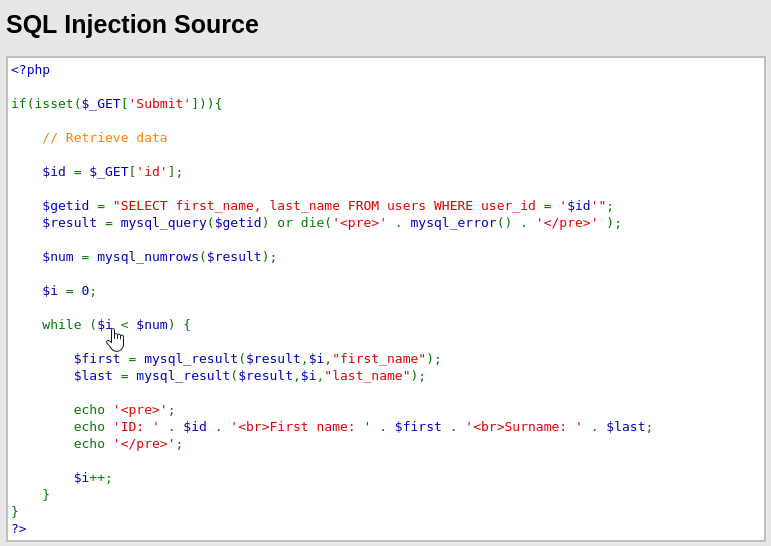 SQL Injection Source
<?php
if(isset($_GET['Submit'])){
// Retrieve data
$id = $_GET['id'];
$getid = "SELECT first_name, last_name FROM users WHERE user_id = '$id'";
$result = mysql_query($getid) or die('<pre>' . mysql_error() . '</pre>' );
$num = mysql_numrows($result);
$i = 0;
while ($i < $num) {
$first = mysql_result($result,$i,"first_name");
$last = mysql_result($result,$i,"last_name");
echo '<pre>';
echo 'ID: ' . $id . '<br>First name: ' . $first . '<br>Surname: ' . $last;
echo '</pre>';
$i++;
}
}
?>